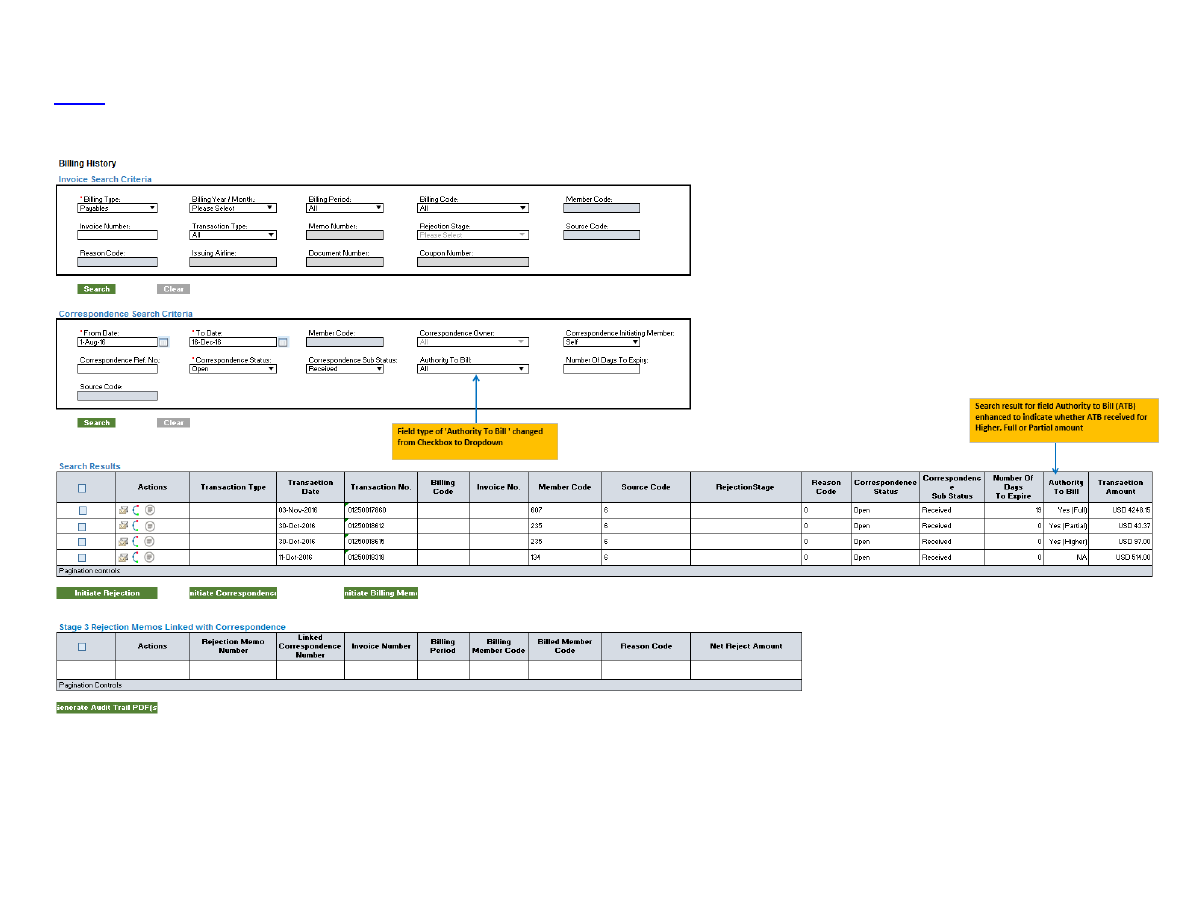 Billing History
Invoice Search Criteria
* Billing Type: Billing Year / Month: Billing Period: Billing Code: Member Code:
Payables Please Select All All
Invoice Number: Transaction Type: Memo Number: Rejection Stage: Source Code:
All Please Select
Reason Code: Issuing Airline: Document Number: Coupon Number:
Search Clear
Correspondence Search Criteria
* From Date: * To Date: Member Code: Correspondence Owner: Correspondence Initiating Member:
1-Aug-16 16-Dec-16 All Self
Correspondence Ref. No: * Correspondence Status: Correspondence Sub Status: Authority To Bill: Number Of Days To Expiry:
Open Received All
Source Code:
Search Clear
Field type of 'Authority To Bill ' changed
from Checkbox to Dropdown
Search result for field Authority to Bill (ATB)
enhanced to indicate whether ATB received for
Higher, Full or Partial amount
Search Results
Actions Transaction Type Transaction Date Transaction No. Billing Code Invoice No. Member Code Source Code RejectionStage Reason Code Correspondence Status Correspondence Sub Status Number Of Days To Expire Authority To Bill Transaction Amount
03-Nov-2016 01250017860 607 6 0 Open Received 19 Yes (Full) USD 4246.15
30-Oct-2016 01250018612 235 6 0 Open Received 0 Yes (Partial) USD 43.37
30-Oct-2016 01250018615 235 6 0 Open Received 0 Yes (Higher) USD 97.00
11-Oct-2016 01250018318 134 6 0 Open Received 0 NA USD 514.00
Pagination controls
Initiate Rejection nitiate Correspondenc nitiate Billing Mem
Stage 3 Rejection Memos Linked with Correspondence
Actions Rejection Memo Number Linked Correspondence Number Invoice Number Billing Period Billing Member Code Billed Member Code Reason Code Net Reject Amount
Pagination Controls
Generate Audit Trail PDF(s